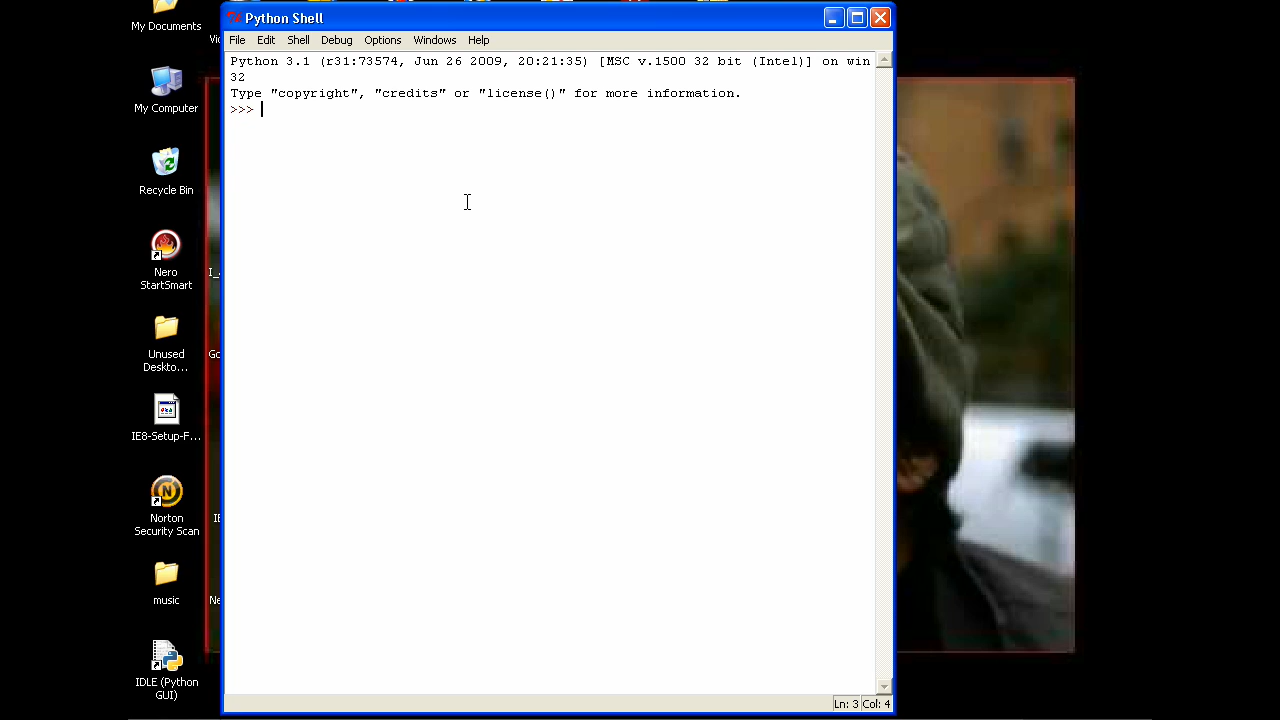 My Documents
My Computer
Recycle Bin
Nero
StartSmart
Unused
Deskto...
IE8-Setup-F...
Norton
Security Scan
music
IDLE (Python
GUI)
Python Shell
File Edit Shell Debug Options Windows Help
Python 3.1 (r31:73574, Jun 26 2009, 20:21:35) [MSC v.1500 32 bit (Intel)] on win
32
Type "copyright", "credits" or "license()" for more information.
>>>
Ln: 3 Col: 4